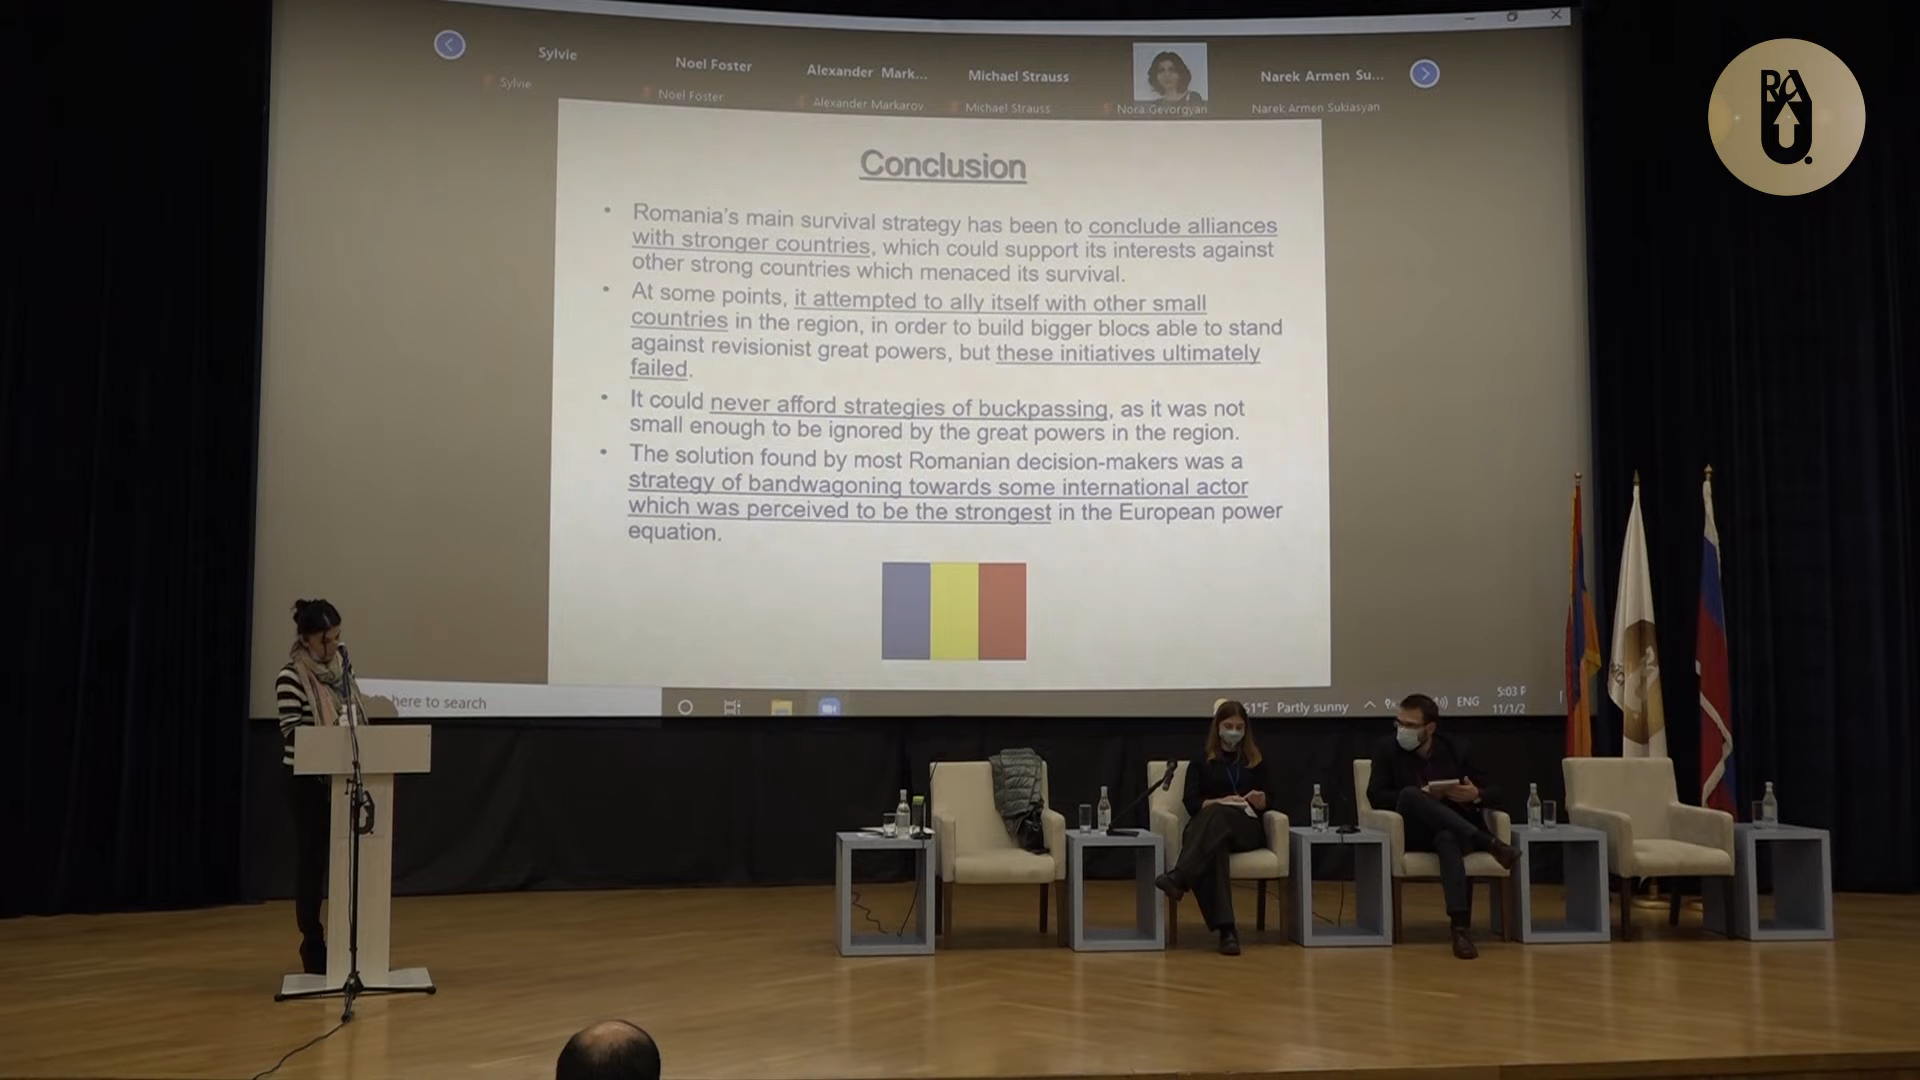 Sylvie
Noel Foster
Alexander Mark...
Michael Strauss
Narek Armen Su...
Sylvie
Noel Foster
Alexander Markarov
Michael Strauss
Nora Gevorgyan
Narek Armen Sukiasyan
RAU
Conclusion
• Romania's main survival strategy has been to conclude alliances
with stronger countries, which could support its interests against
other strong countries which menaced its survival.
• At some points, it attempted to ally itself with other small
countries in the region, in order to build bigger blocs able to stand
against revisionist great powers, but these initiatives ultimately
failed.
• It could never afford strategies of buckpassing, as it was not
small enough to be ignored by the great powers in the region.
• The solution found by most Romanian decision-makers was a
strategy of bandwagoning towards some international actor
which was perceived to be the strongest in the European power
equation.
here to search
51°F Partly sunny
ENG
5:03 P
11/1/2